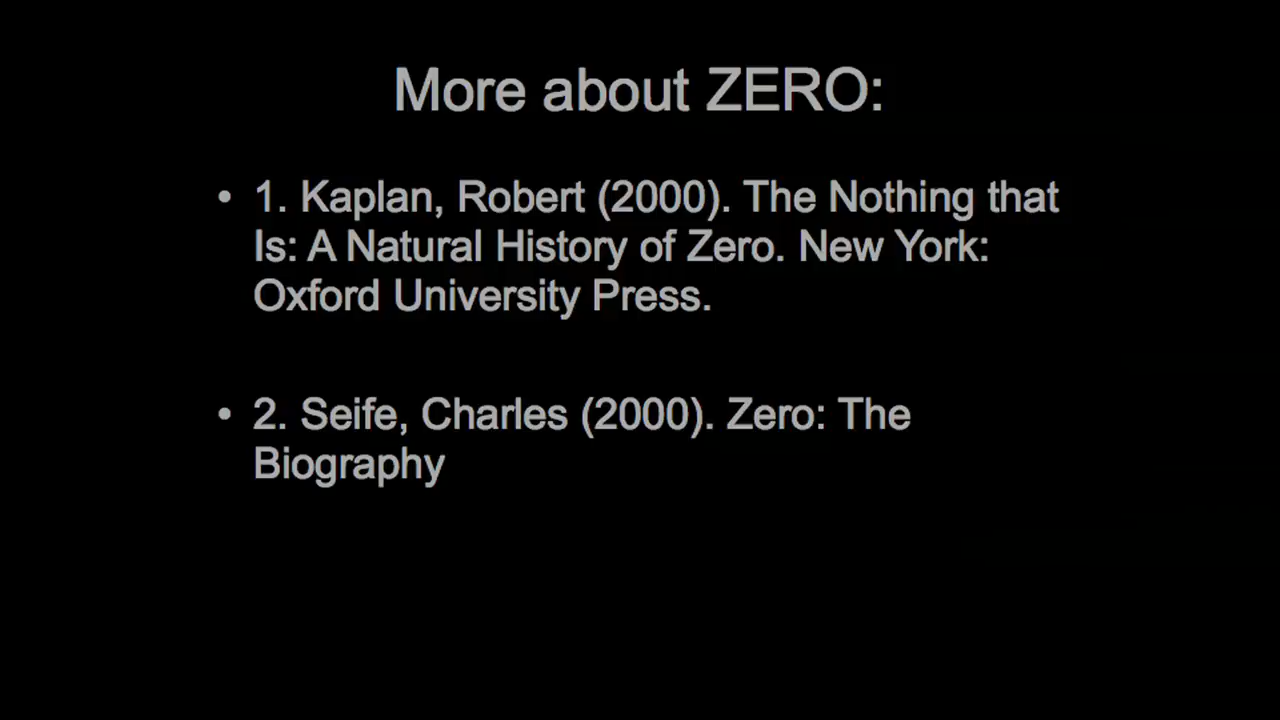 More about ZERO:
• 1. Kaplan, Robert (2000). The Nothing that
Is: A Natural History of Zero. New York:
Oxford University Press.
• 2. Seife, Charles (2000). Zero: The
Biography